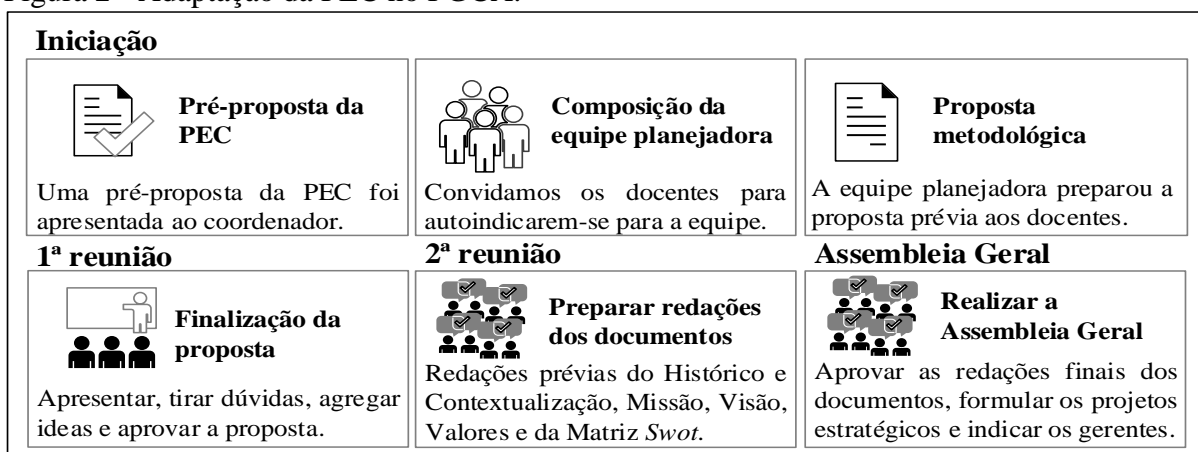 Iniciação
Pré-proposta da
PEC
Uma pré-proposta da PEC foi
apresentada ao coordenador.
Composição da
equipe planejadora
Convidamos os docentes para
autoindicarem-se para a equipe.
Proposta
metodológica
A equipe planejadora preparou a
proposta prévia aos docentes.
1ª reunião
Finalização da
proposta
Apresentar, tirar dúvidas, agregar
ideas e aprovar a proposta.
2ª reunião
Preparar redações
dos documentos
Redações prévias do Histórico e
Contextualização, Missão, Visão,
Valores e da Matriz Swot.
Assembleia Geral
Realizar a
Assembleia Geral
Aprovar as redações finais dos
documentos, formular os projetos
estratégicos e indicar os gerentes.